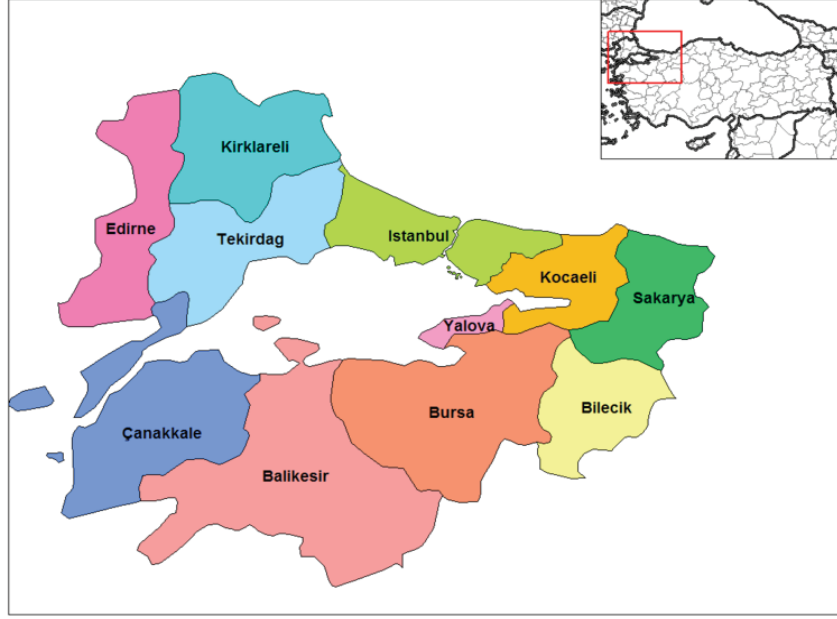 Kirklareli
Edirne
Tekirdag
Istanbul
Kocaeli
Sakarya
Yalova
Çanakkale
Bursa
Bilecik
Balikesir